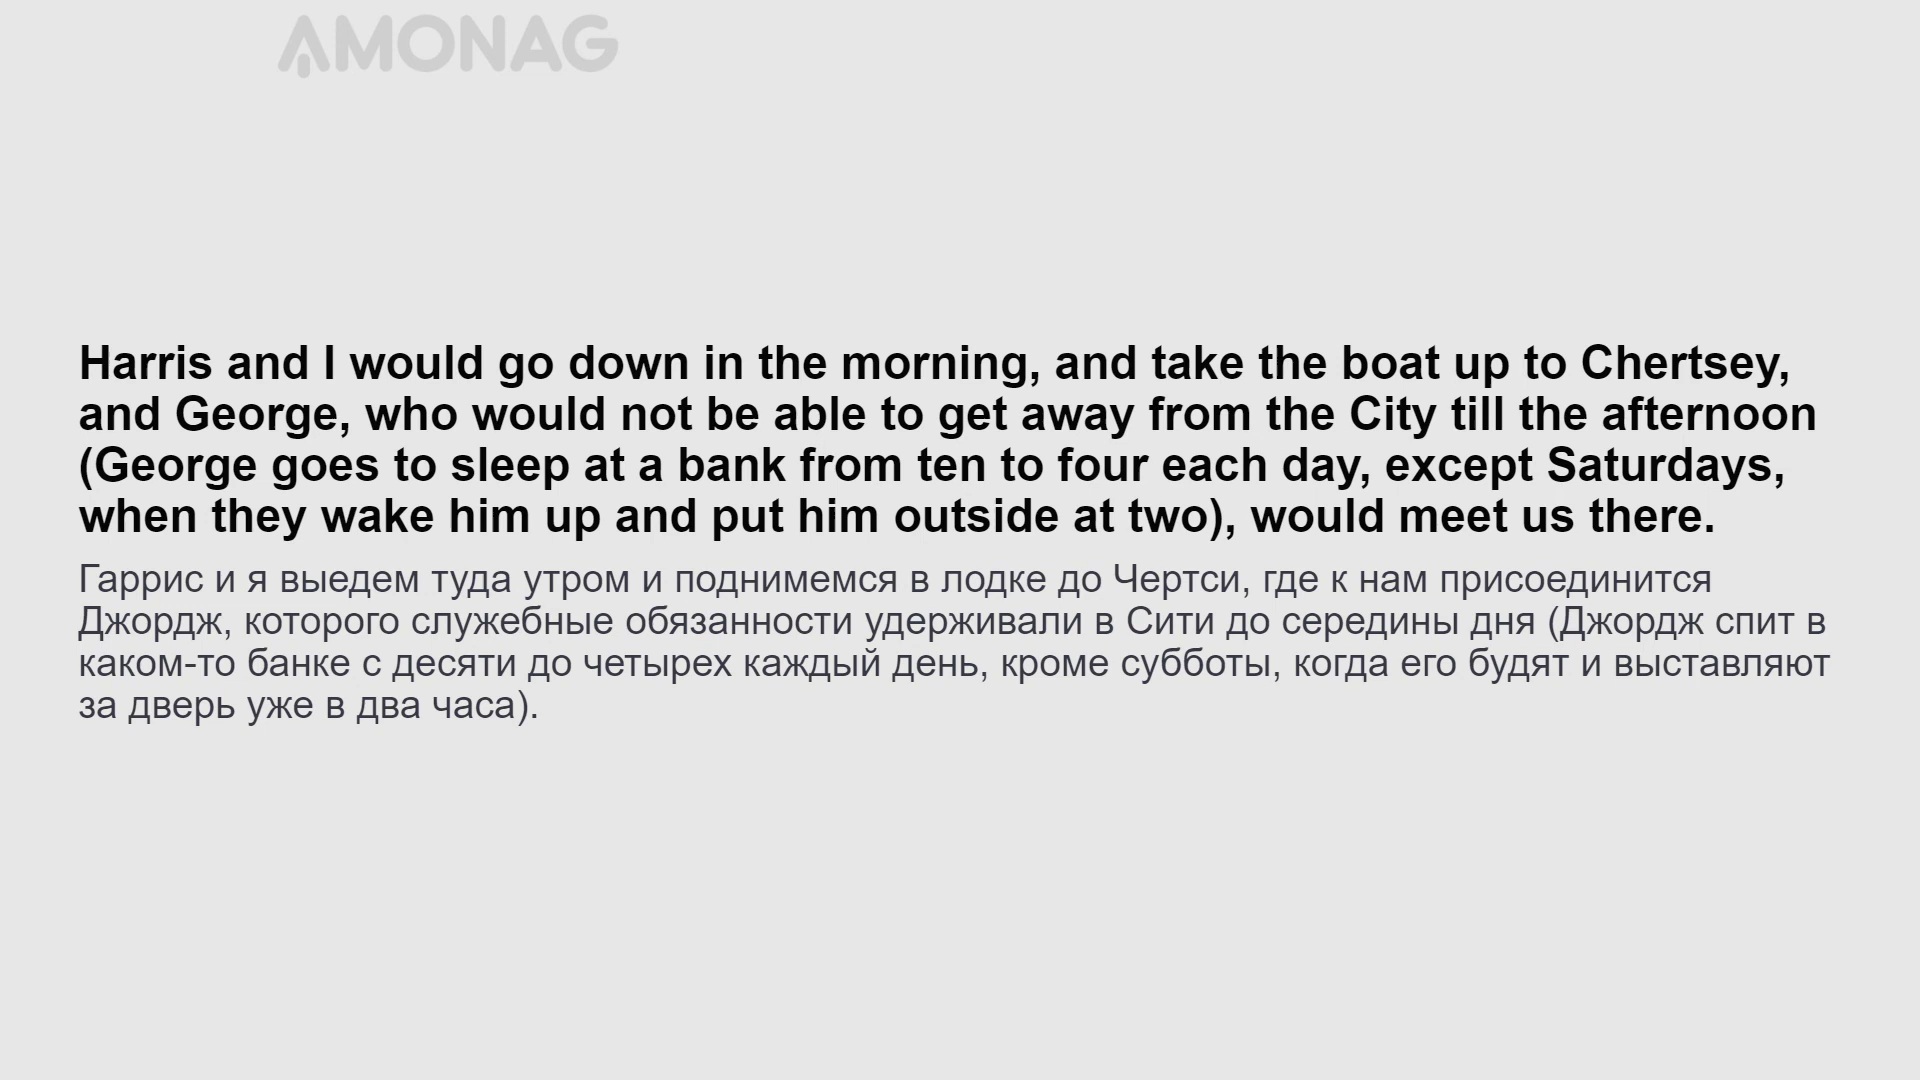 AMONAG
Harris and I would go down in the morning, and take the boat up to Chertsey,
and George, who would not be able to get away from the City till the afternoon
(George goes to sleep at a bank from ten to four each day, except Saturdays,
when they wake him up and put him outside at two), would meet us there.
Гаррис и я выедем туда утром и поднимемся в лодке до Чертси, где к нам присоединится
Джордж, которого служебные обязанности удерживали в Сити до середины дня (Джордж спит в
каком-то банке с десяти до четырех каждый день, кроме субботы, когда его будят и выставляют
за дверь уже в два часа).